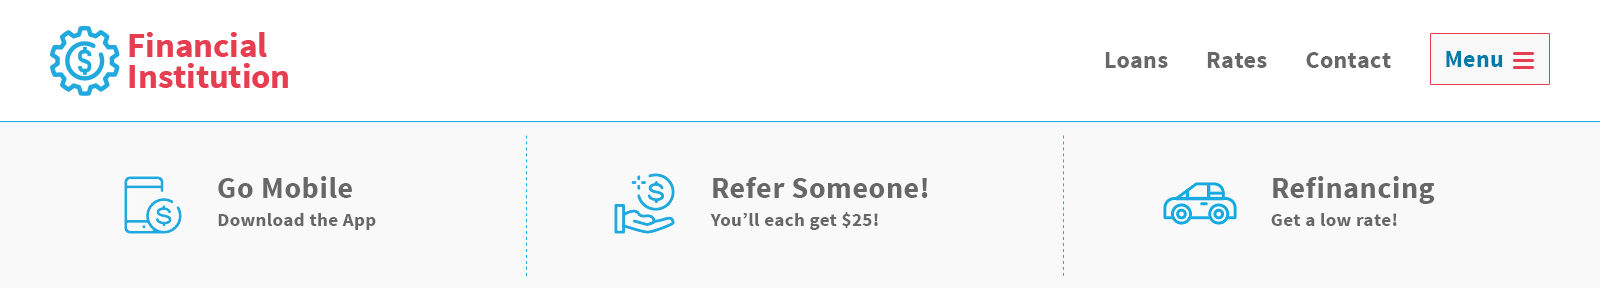 Financial
Institution
Loans
Rates
Contact
Menu
Go Mobile
Download the App
Refer Someone!
You’ll each get $25!
Refinancing
Get a low rate!